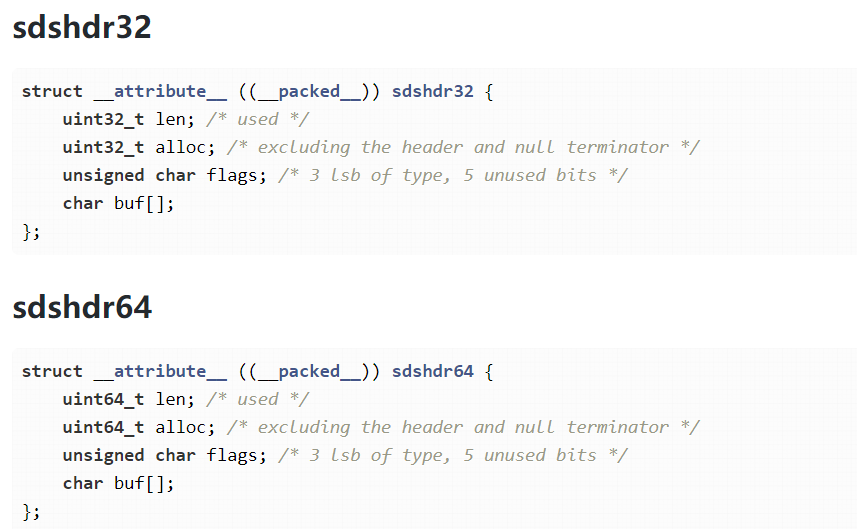 sdshdr32
struct __attribute__ ((__packed__)) sdshdr32 {
    uint32_t len; /* used */
    uint32_t alloc; /* excluding the header and null terminator */
    unsigned char flags; /* 3 lsb of type, 5 unused bits */
    char buf[];
};
sdshdr64
struct __attribute__ ((__packed__)) sdshdr64 {
    uint64_t len; /* used */
    uint64_t alloc; /* excluding the header and null terminator */
    unsigned char flags; /* 3 lsb of type, 5 unused bits */
    char buf[];
};